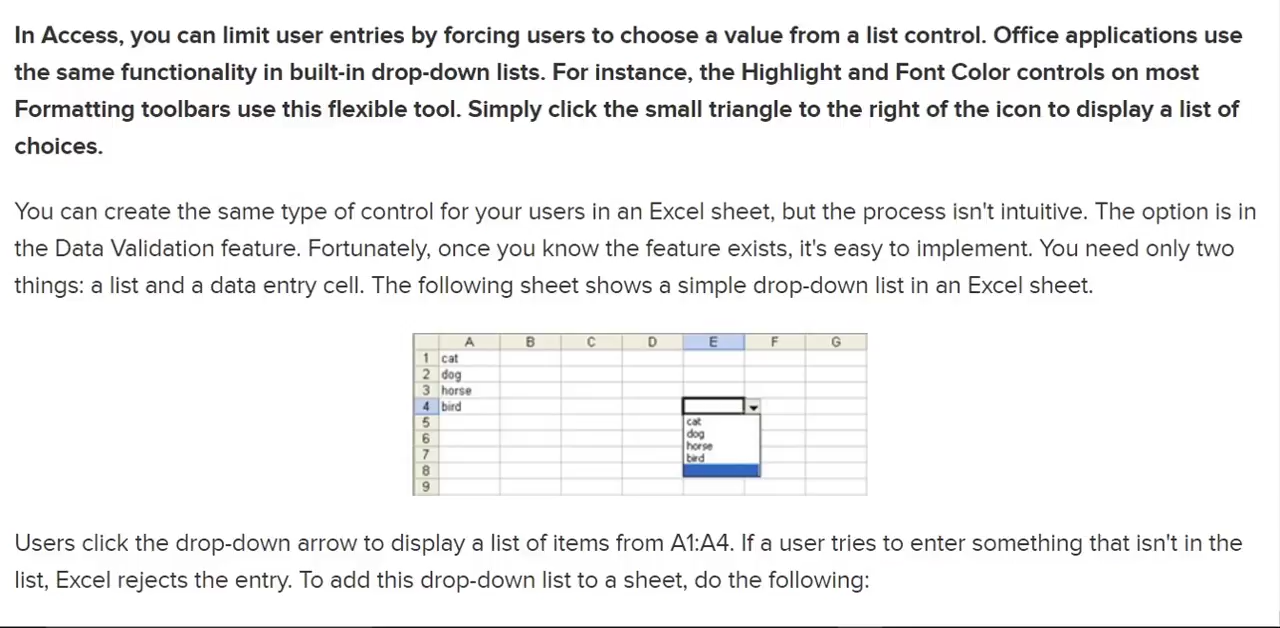 In Access, you can limit user entries by forcing users to choose a value from a list control. Office applications use
the same functionality in built-in drop-down lists. For instance, the Highlight and Font Color controls on most
Formatting toolbars use this flexible tool. Simply click the small triangle to the right of the icon to display a list of
choices.
You can create the same type of control for your users in an Excel sheet, but the process isn't intuitive. The option is in
the Data Validation feature. Fortunately, once you know the feature exists, it's easy to implement. You need only two
things: a list and a data entry cell. The following sheet shows a simple drop-down list in an Excel sheet.
A B C D E F G
1 cat
2 dog
3 horse
4 bird
5 cat
6 dog
7 horse
8 bird
9
Users click the drop-down arrow to display a list of items from A1:A4. If a user tries to enter something that isn't in the
list, Excel rejects the entry. To add this drop-down list to a sheet, do the following: